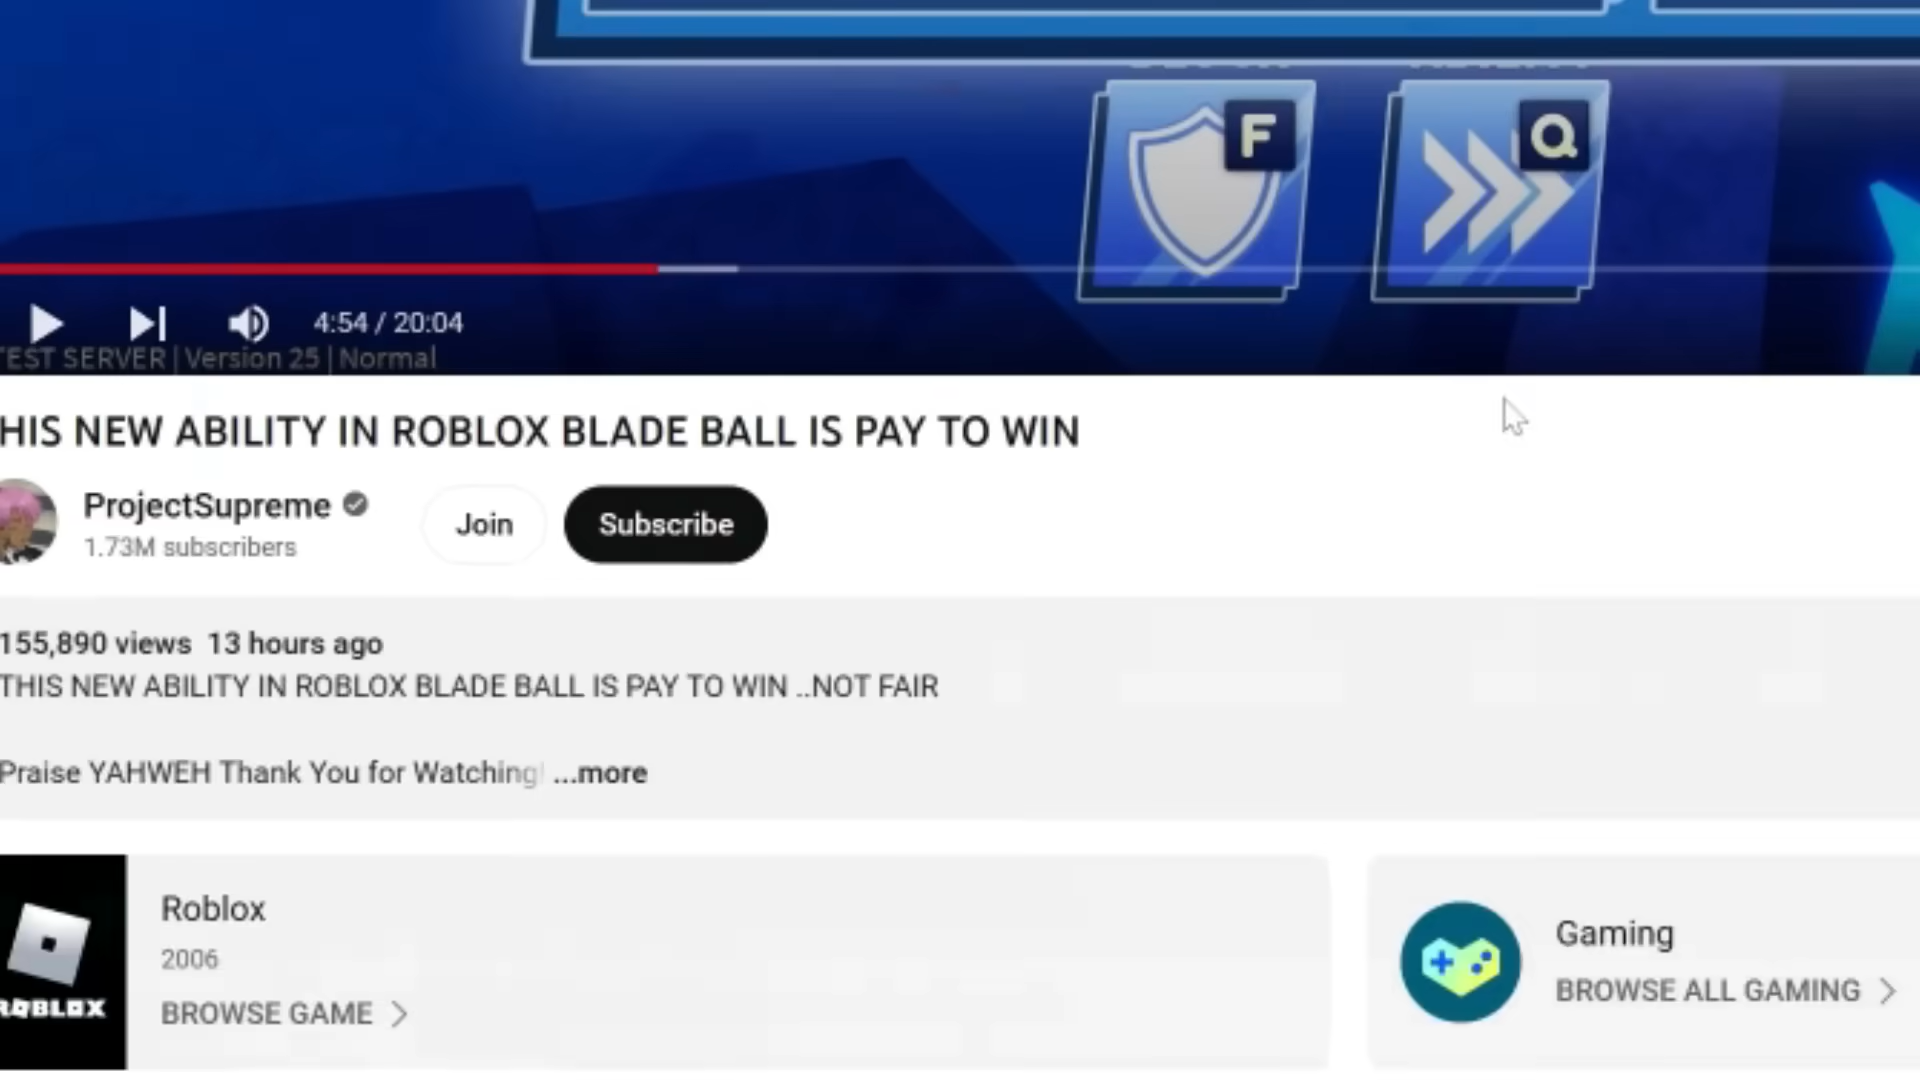 F
Q
4:54 / 20:04
TEST SERVER | Version 25 | Normal
HIS NEW ABILITY IN ROBLOX BLADE BALL IS PAY TO WIN
ProjectSupreme
1.73M subscribers
Join
Subscribe
155,890 views 13 hours ago
THIS NEW ABILITY IN ROBLOX BLADE BALL IS PAY TO WIN ..NOT FAIR
Praise YAHWEH Thank You for Watching ...more
ROBLOX
Roblox
2006
BROWSE GAME
Gaming
BROWSE ALL GAMING